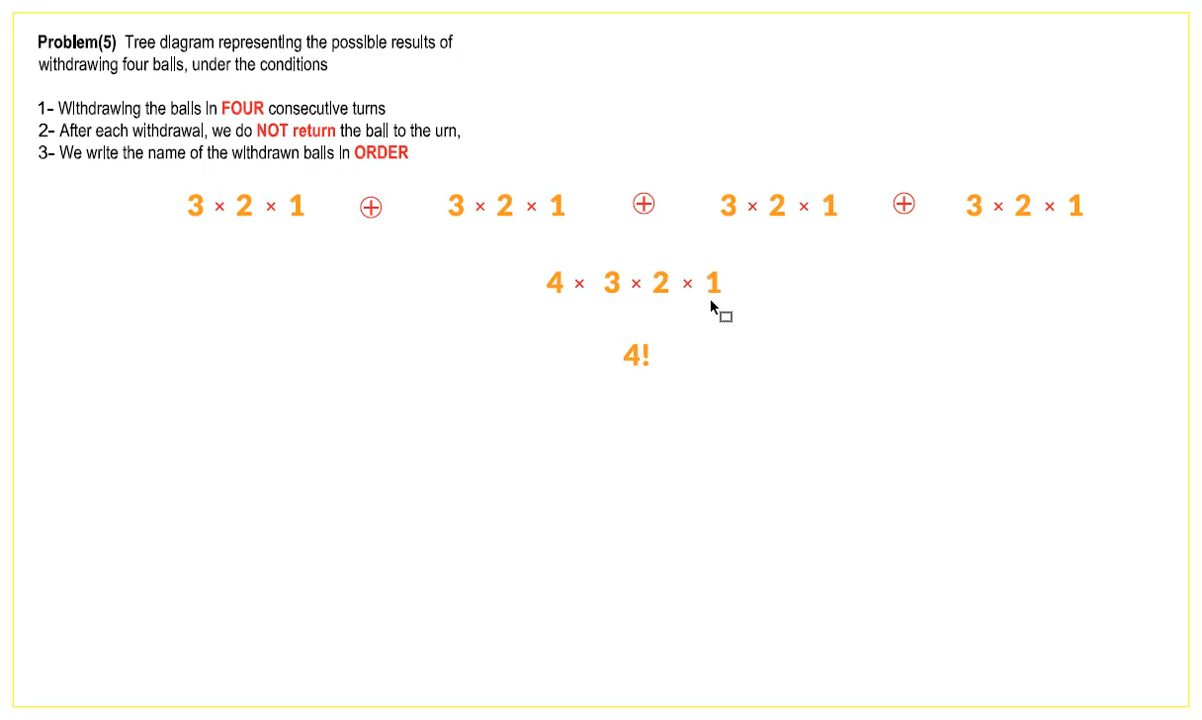 Problem(5) Tree diagram representing the possible results of
withdrawing four balls, under the conditions
1- Withdrawing the balls in FOUR consecutive turns
2- After each withdrawal, we do NOT return the ball to the urn,
3- We write the name of the withdrawn balls in ORDER
3 × 2 × 1 ⊕ 3 × 2 × 1 ⊕ 3 × 2 × 1 ⊕ 3 × 2 × 1
4 × 3 × 2 × 1
4!